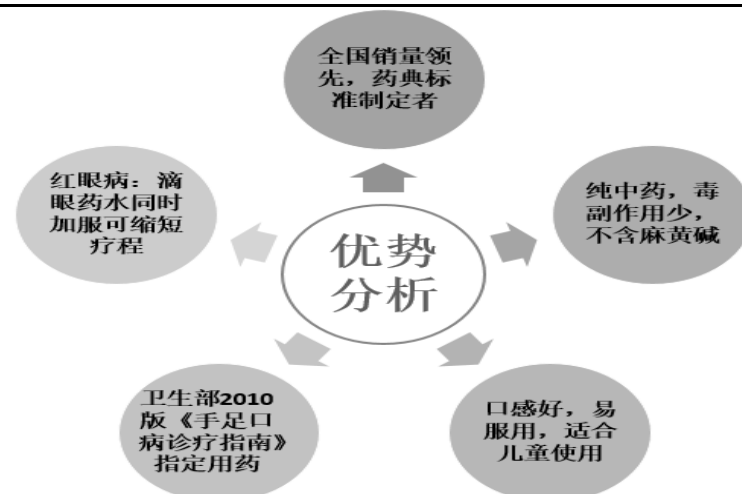 全国销量领
先，药典标
准制定者
红眼病：滴
眼药水同时
加服可缩短
疗程
纯中药，毒
副作用少，
不含麻黄碱
优势
分析
卫生部2010
版《手足口
病诊疗指南》
指定用药
口感好，易
服用，适合
儿童使用